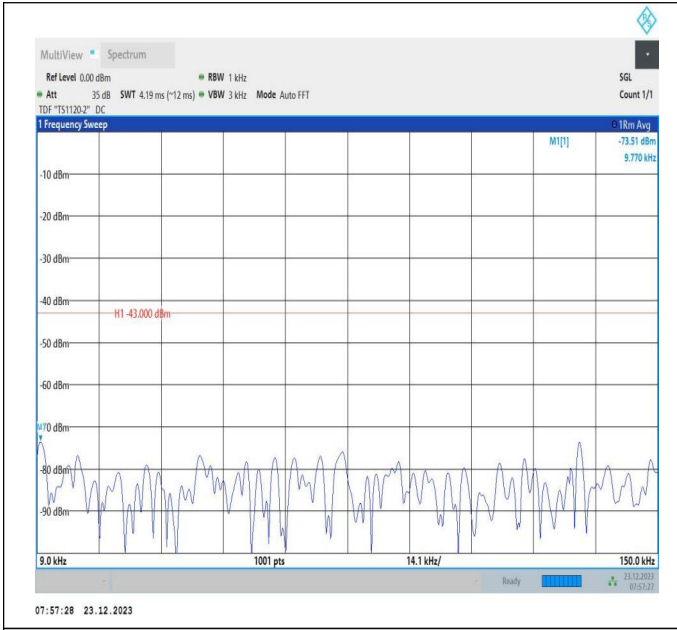 R S
MultiView Spectrum
Ref Level 0.00 dBm RBW 1 kHz SGL
Att 35 dB SWT 4.19 ms (~12 ms) VBW 3 kHz Mode Auto FFT Count 1/1
TDF "TS1120-2" DC
1 Frequency Sweep 1Rm Avg
M1[1] -73.51 dBm
9.770 kHz
-10 dBm
-20 dBm
-30 dBm
-40 dBm
H1 -43.000 dBm
-50 dBm
-60 dBm
M1
-70 dBm
-80 dBm
-90 dBm
9.0 kHz 1001 pts 14.1 kHz/ 150.0 kHz
Ready 23.12.2023
07:57:27
07:57:28 23.12.2023